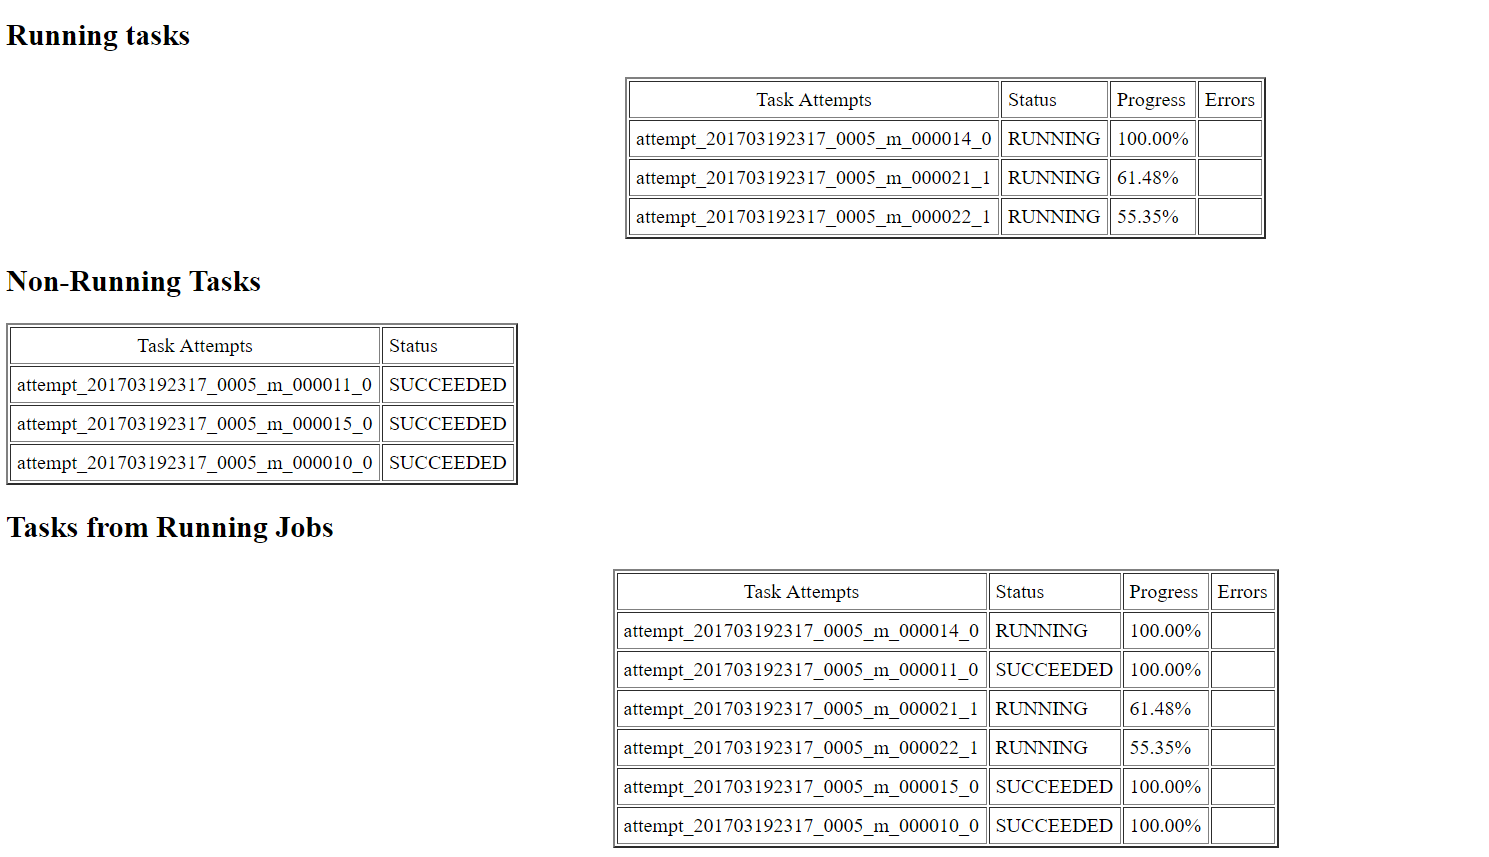 Running tasks
Task Attempts Status Progress Errors
attempt_201703192317_0005_m_000014_0 RUNNING 100.00%
attempt_201703192317_0005_m_000021_1 RUNNING 61.48%
attempt_201703192317_0005_m_000022_1 RUNNING 55.35%
Non-Running Tasks
Task Attempts Status
attempt_201703192317_0005_m_000011_0 SUCCEEDED
attempt_201703192317_0005_m_000015_0 SUCCEEDED
attempt_201703192317_0005_m_000010_0 SUCCEEDED
Tasks from Running Jobs
Task Attempts Status Progress Errors
attempt_201703192317_0005_m_000014_0 RUNNING 100.00%
attempt_201703192317_0005_m_000011_0 SUCCEEDED 100.00%
attempt_201703192317_0005_m_000021_1 RUNNING 61.48%
attempt_201703192317_0005_m_000022_1 RUNNING 55.35%
attempt_201703192317_0005_m_000015_0 SUCCEEDED 100.00%
attempt_201703192317_0005_m_000010_0 SUCCEEDED 100.00%